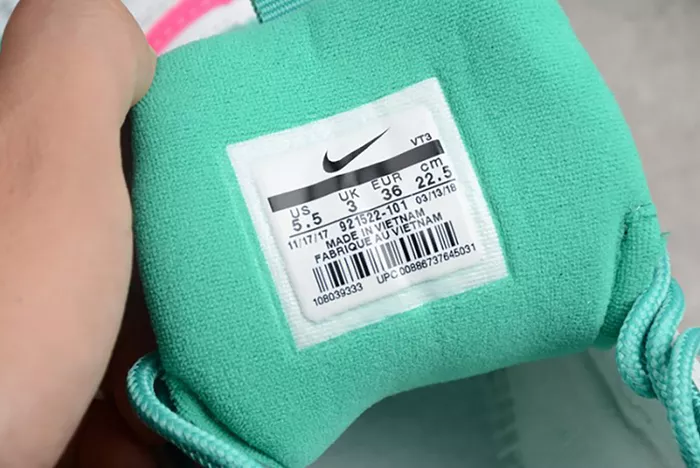 VT3
US UK EUR cm
5.5 3 36 22.5
11/17/17 921522-101 03/13/18
MADE IN VIETNAM
FABRIQUE AU VIETNAM
108039333 UPC 00886737645031